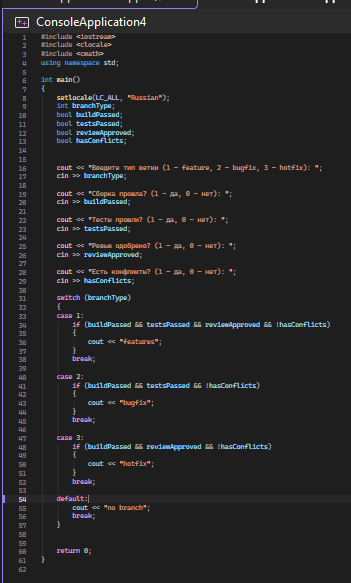 ConsoleApplication4
1 #include <iostream>
2 #include <clocale>
3 #include <cmath>
4 using namespace std;
5
6 int main()
7 {
8 setlocale(LC_ALL, "Russian");
9 int branchType;
10 bool buildPassed;
11 bool testsPassed;
12 bool reviewApproved;
13 bool hasConflicts;
14
15
16 cout << "Введите тип ветки (1 - feature, 2 - bugfix, 3 - hotfix): ";
17 cin >> branchType;
18
19 cout << "Сборка прошла? (1 - да, 0 - нет): ";
20 cin >> buildPassed;
21
22 cout << "Тесты прошли? (1 - да, 0 - нет): ";
23 cin >> testsPassed;
24
25 cout << "Ревью одобрено? (1 - да, 0 - нет): ";
26 cin >> reviewApproved;
27
28 cout << "Есть конфликты? (1 - да, 0 - нет): ";
29 cin >> hasConflicts;
30
31 switch (branchType)
32 {
33 case 1:
34 if (buildPassed && testsPassed && reviewApproved && !hasConflicts)
35 {
36 cout << "features";
37 }
38 break;
39
40 case 2:
41 if (buildPassed && testsPassed && !hasConflicts)
42 {
43 cout << "bugfix";
44 }
45 break;
46
47 case 3:
48 if (buildPassed && reviewApproved && !hasConflicts)
49 {
50 cout << "hotfix";
51 }
52 break;
53
54 default:
55 cout << "no branch";
56 break;
57 }
58
59
60 return 0;
61 }
62